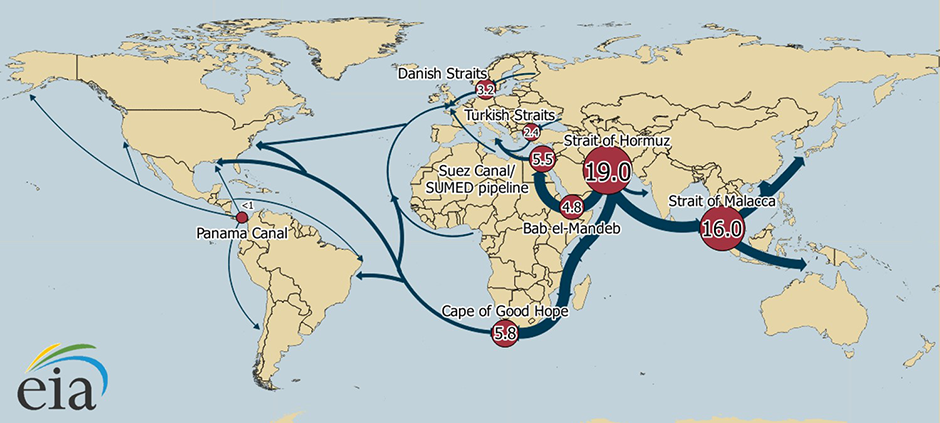 Danish Straits
3.2
Turkish Straits
2.4
Strait of Hormuz
19.0
5.5
Suez Canal/
SUMED pipeline
4.8
Bab el-Mandeb
Strait of Malacca
16.0
<1
Panama Canal
Cape of Good Hope
5.8
eia